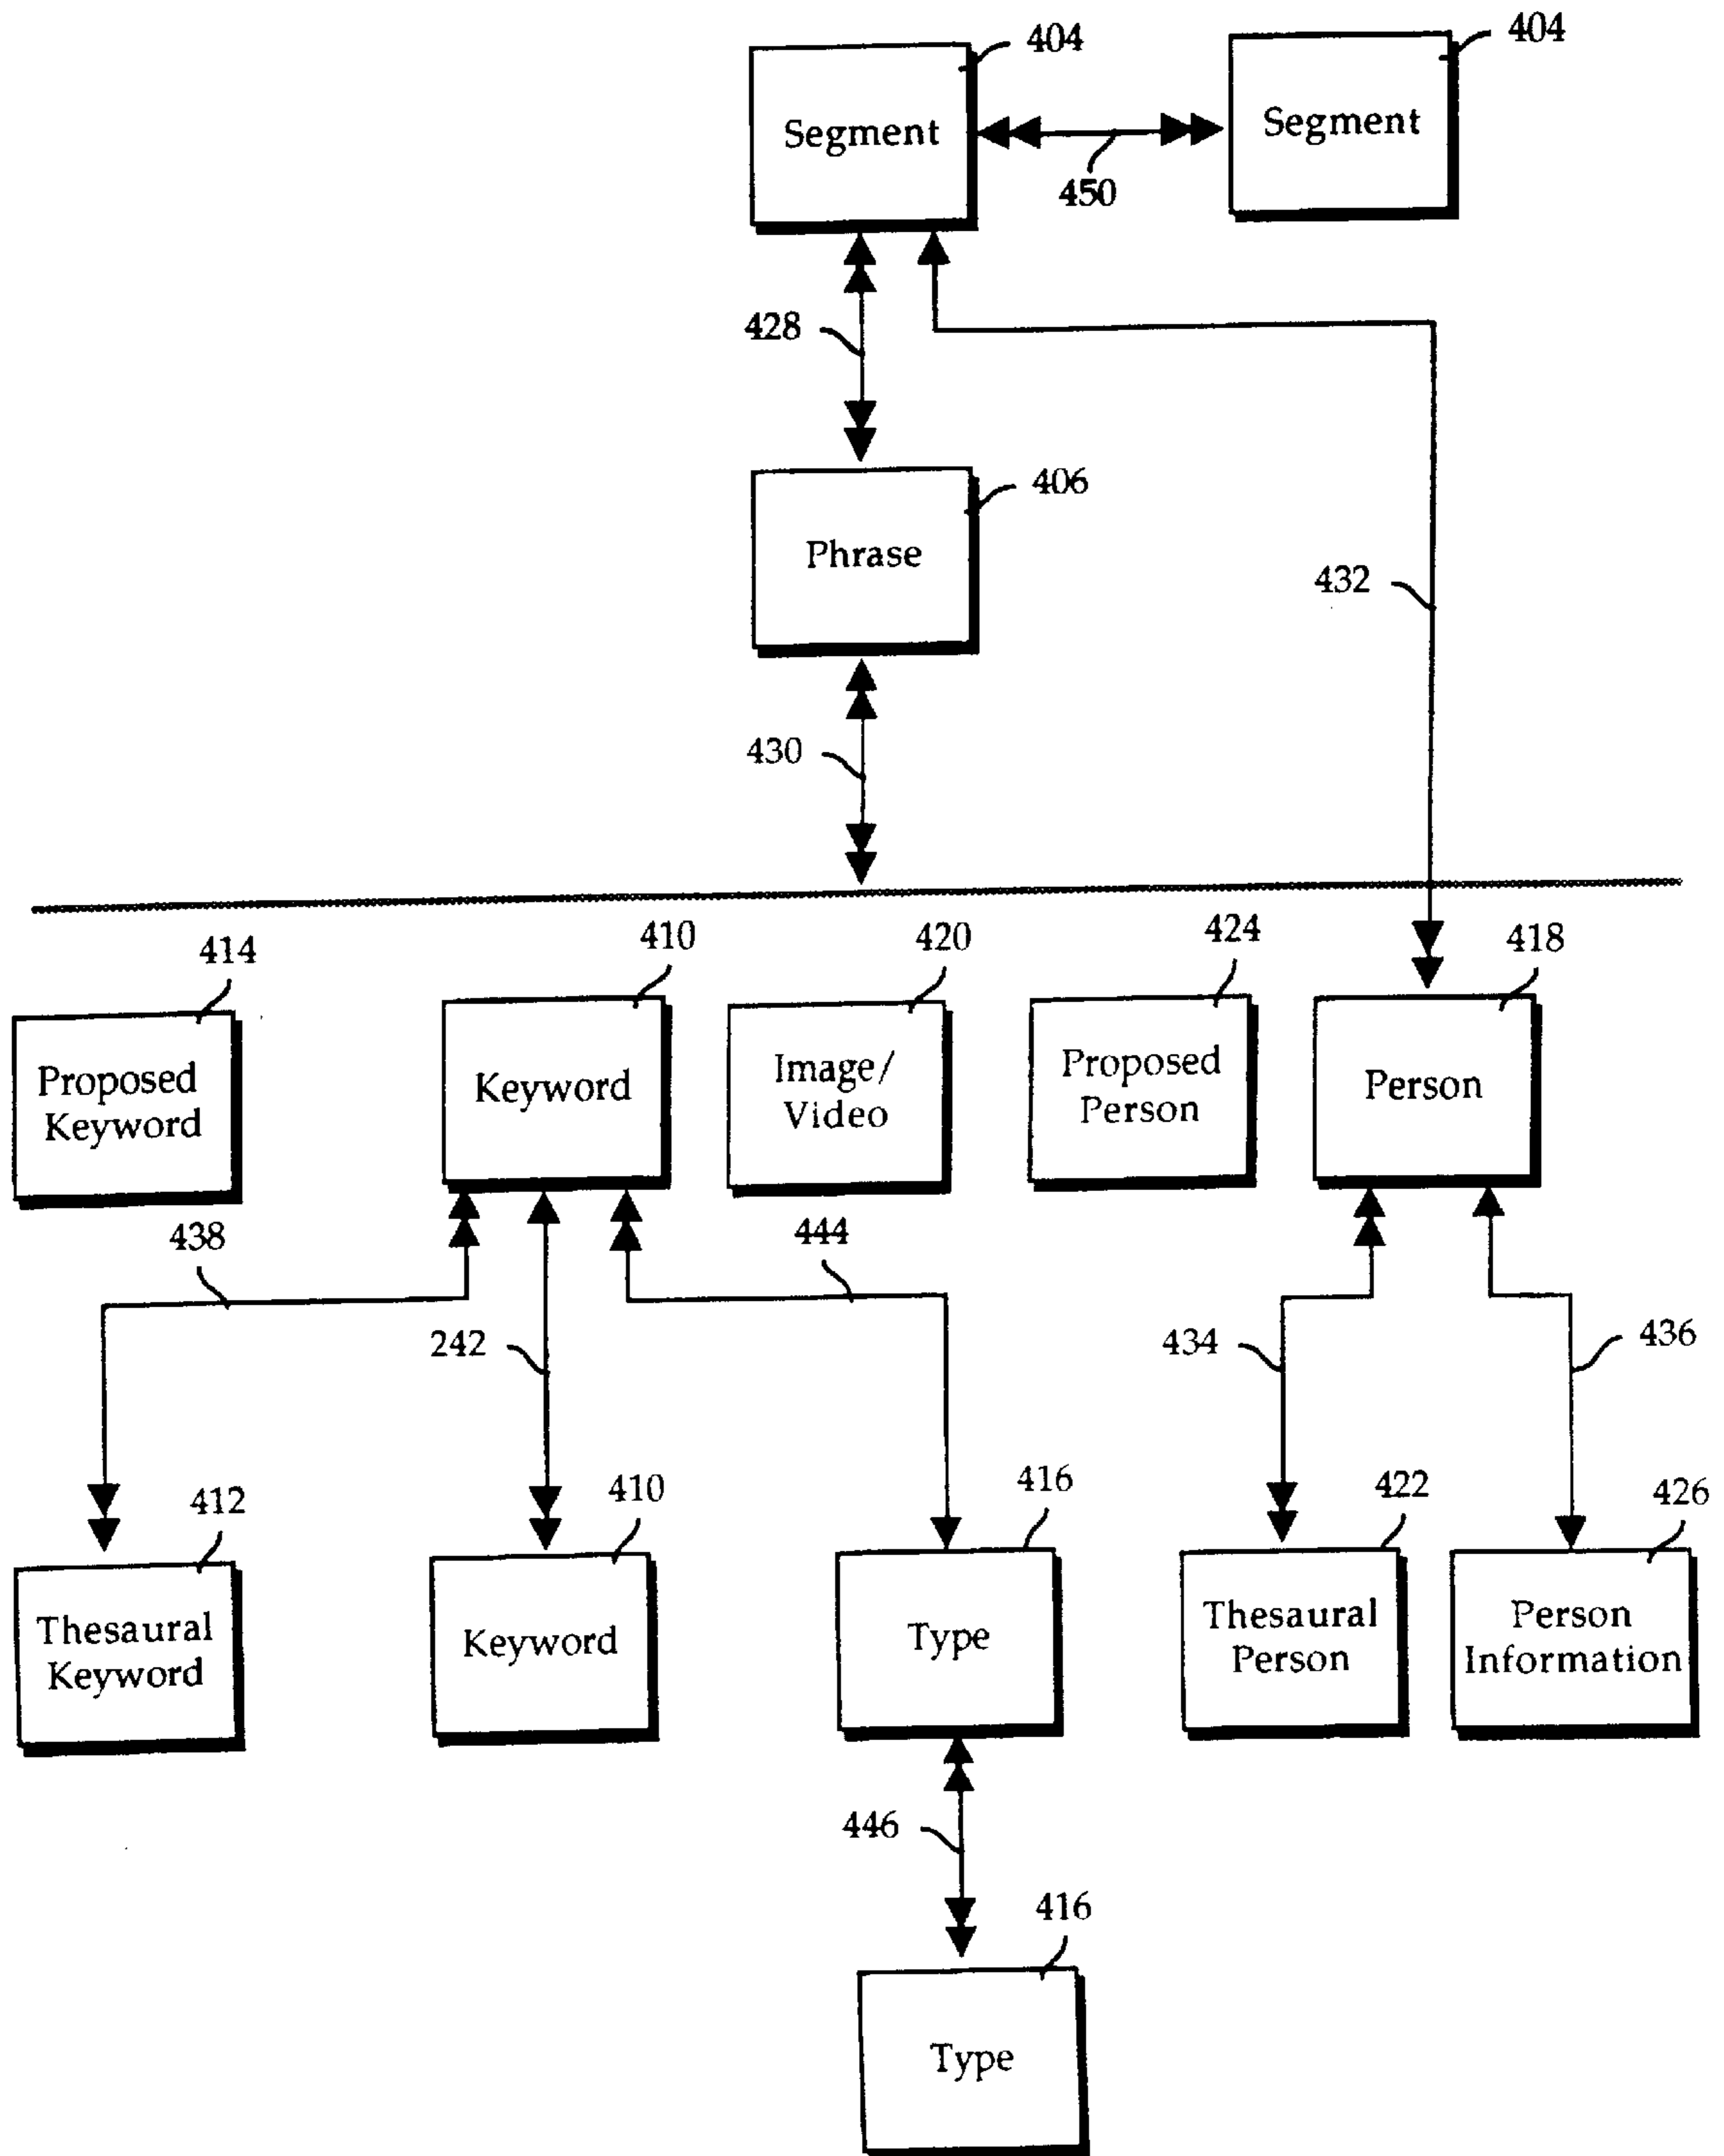 404
404
Segment
Segment
450
428
406
Phrase
432
430
414
410
420
424
418
Proposed
Keyword
Keyword
Image/
Video
Proposed
Person
Person
438
444
242
434
436
412
410
416
422
426
Thesaural
Keyword
Keyword
Type
Thesaural
Person
Person
Information
446
416
Type